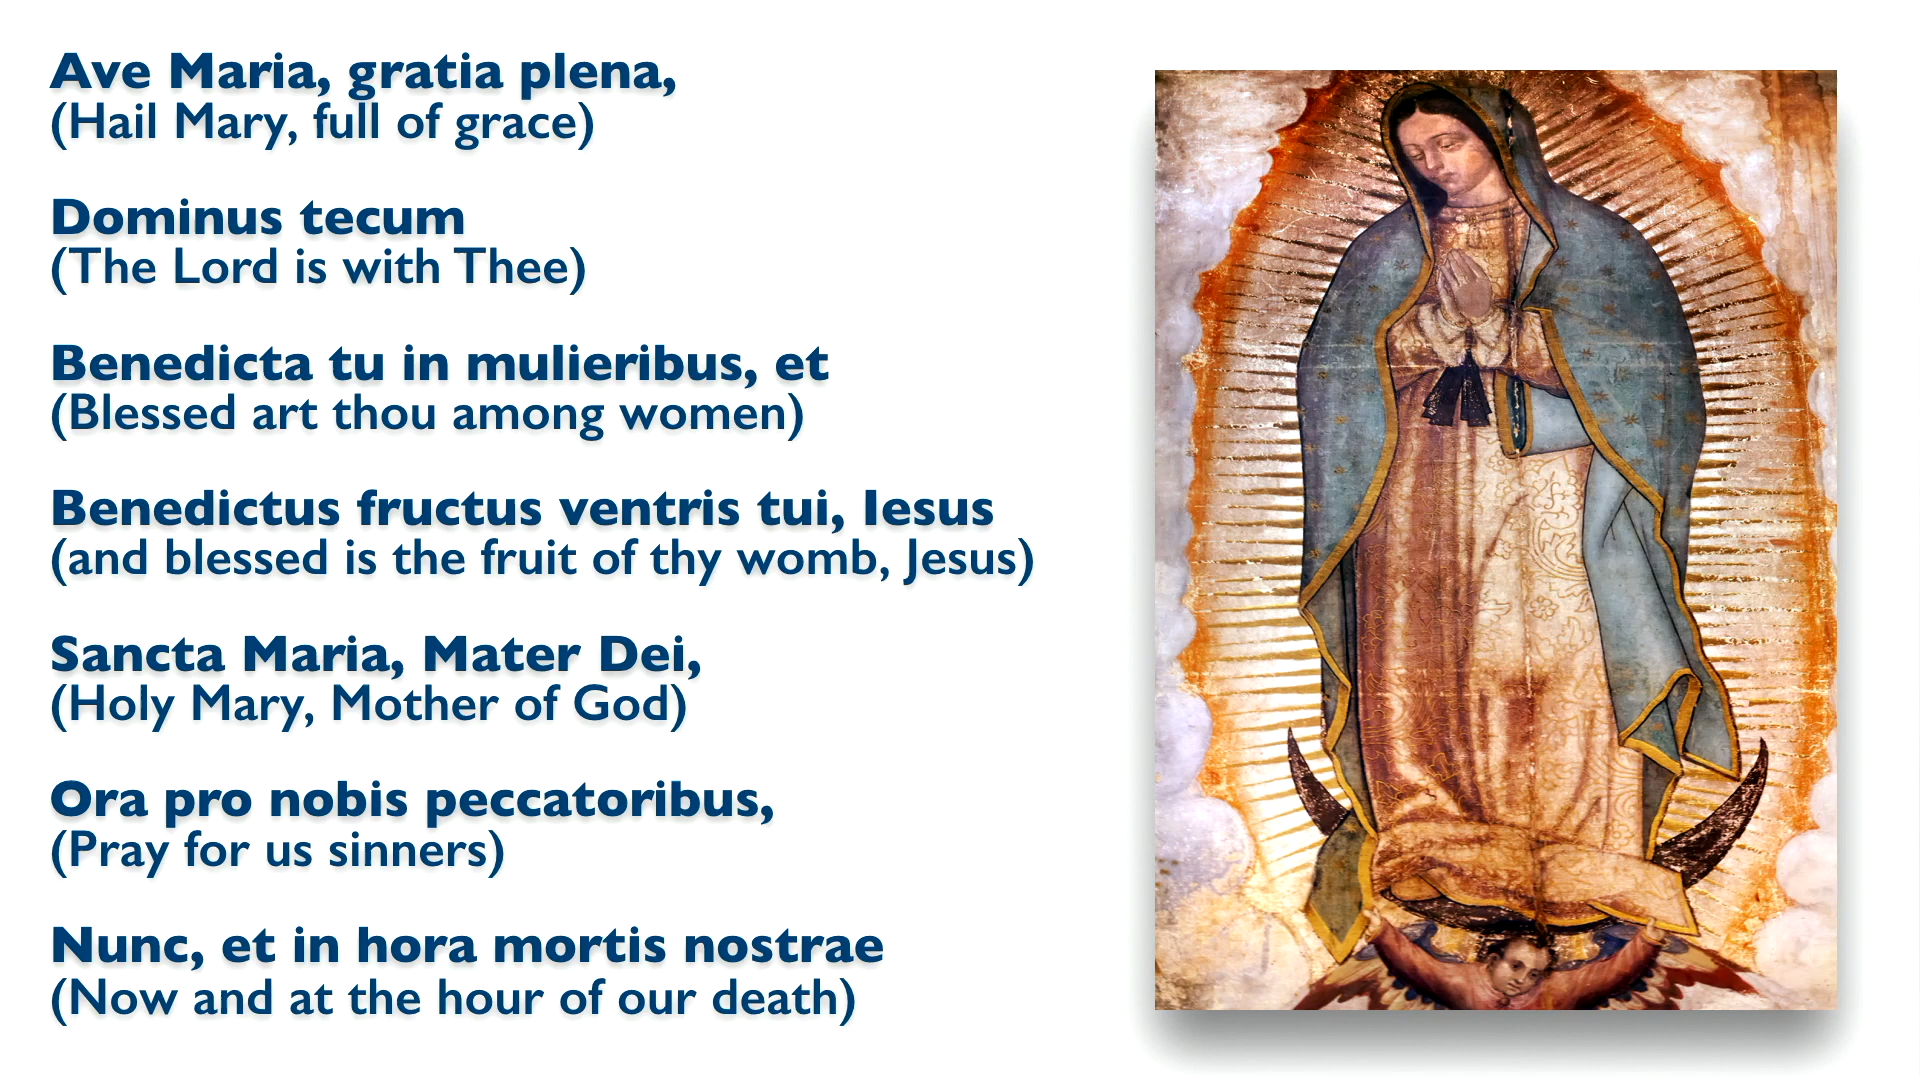 Ave Maria, gratia plena,
(Hail Mary, full of grace)
Dominus tecum
(The Lord is with Thee)
Benedicta tu in mulieribus, et
(Blessed art thou among women)
Benedictus fructus ventris tui, Iesus
(and blessed is the fruit of thy womb, Jesus)
Sancta Maria, Mater Dei,
(Holy Mary, Mother of God)
Ora pro nobis peccatoribus,
(Pray for us sinners)
Nunc, et in hora mortis nostrae
(Now and at the hour of our death)